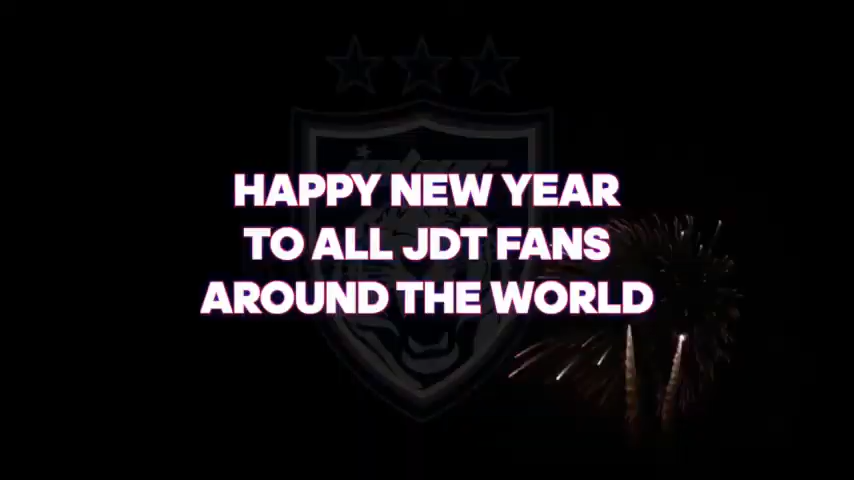 HAPPY NEW YEAR
TO ALL JDT FANS
AROUND THE WORLD